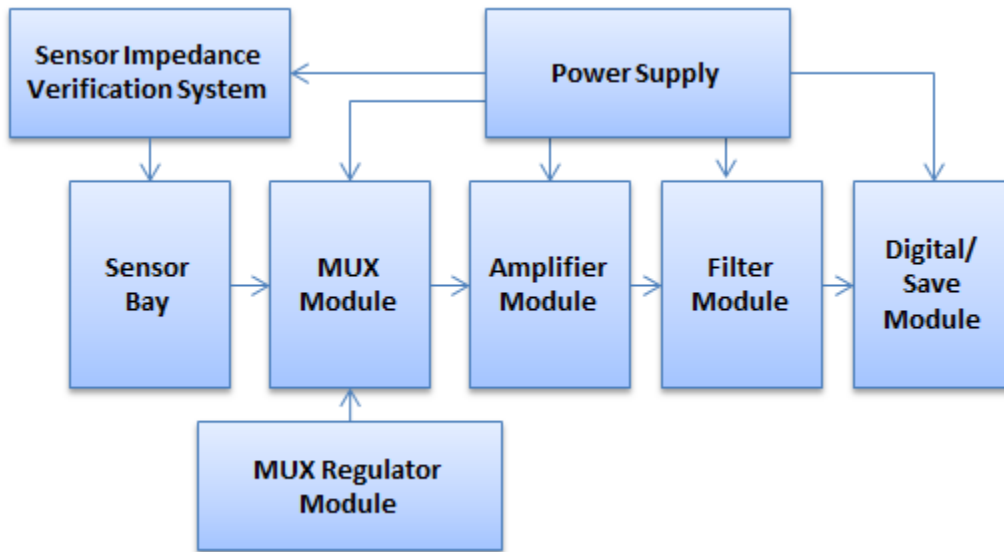 Sensor Impedance
Verification System
Power Supply
Sensor
Bay
MUX
Module
Amplifier
Module
Filter
Module
Digital/
Save
Module
MUX Regulator
Module